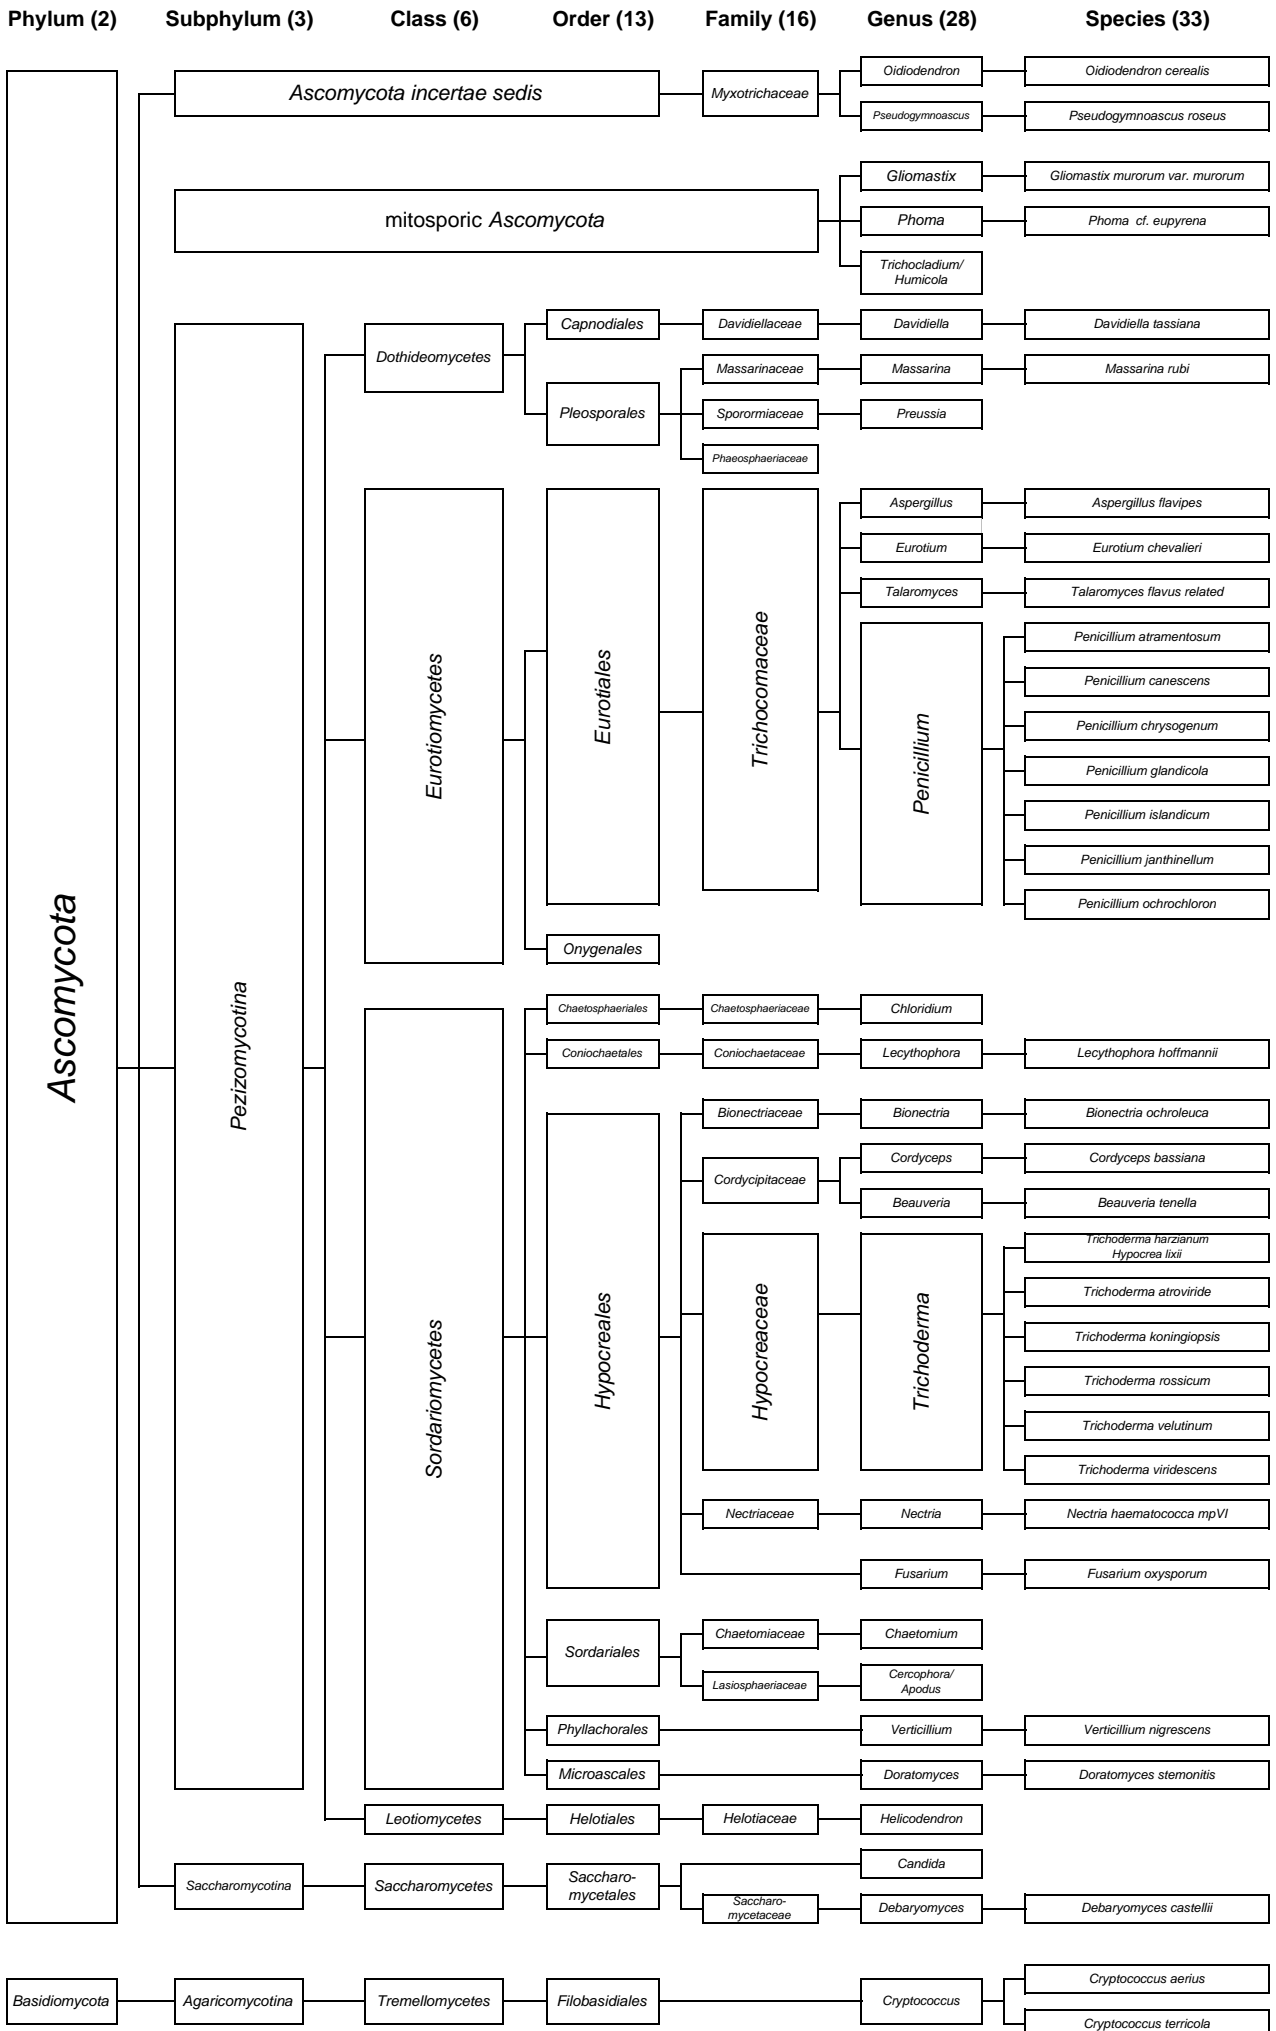 Phylum (2) Subphylum (3) Class (6) Order (13) Family (16) Genus (28) Species (33)
Oidiodendron Oidiodendron cerealis
Ascomycota incertae sedis Myxotrichaceae
Pseudogymnoascus Pseudogymnoascus roseus
Gliomastix Gliomastix murorum var. murorum
mitosporic Ascomycota Phoma Phoma cf. eupyrena
Trichocladium/
Humicola
Capnodiales Davidiellaceae Davidiella Davidiella tassiana
Dothideomycetes
Massarinaceae Massarina Massarina rubi
Pleosporales Sporormiaceae Preussia
Phaeosphaeriaceae
Aspergillus Aspergillus flavipes
Eurotium Eurotium chevalieri
Talaromyces Talaromyces flavus related
Penicillium atramentosum
Penicillium canescens
Eurotiomycetes Eurotiales Trichocomaceae Penicillium
Penicillium chrysogenum
Penicillium glandicola
Penicillium islandicum
Penicillium janthinellum
Penicillium ochrochloron
Onygenales
Ascomycota
Pezizomycotina
Chaetosphaeriales Chaetosphaeriaceae Chloridium
Coniochaetales Coniochaetaceae Lecythophora Lecythophora hoffmannii
Bionectriaceae Bionectria Bionectria ochroleuca
Cordyceps Cordyceps bassiana
Cordycipitaceae
Beauveria Beauveria tenella
Trichoderma harzianum
Hypocrea lixii
Trichoderma atroviride
Sordariomycetes Hypocreales Hypocreaceae Trichoderma
Trichoderma koningiopsis
Trichoderma rossicum
Trichoderma velutinum
Trichoderma viridescens
Nectriaceae Nectria Nectria haematococca mpVI
Fusarium Fusarium oxysporum
Chaetomiaceae Chaetomium
Sordariales
Lasiosphaeriaceae Cercophora/
Apodus
Phyllachorales Verticillium Verticillium nigrescens
Microascales Doratomyces Doratomyces stemonitis
Leotiomycetes Helotiales Helotiaceae Helicodendron
Candida
Saccharomycotina Saccharomycetes Saccharo-
mycetales
Saccharo-
mycetaceae Debaryomyces Debaryomyces castellii
Cryptococcus aerius
Basidiomycota Agaricomycotina Tremellomycetes Filobasidiales Cryptococcus
Cryptococcus terricola